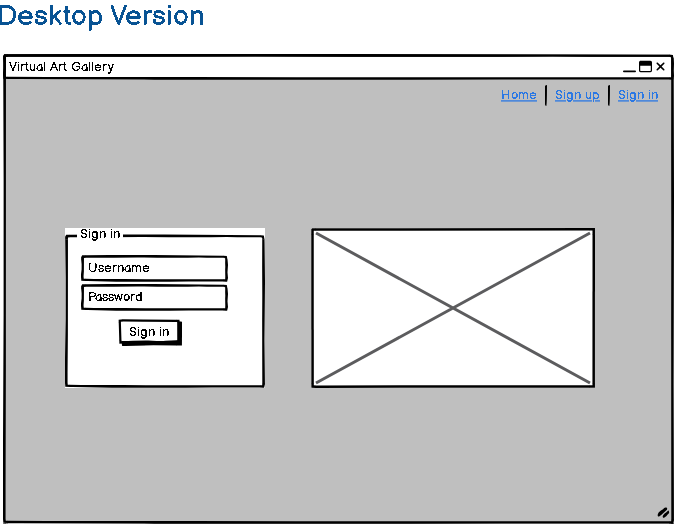 Desktop Version
Virtual Art Gallery
Home | Sign up | Sign in
Sign in
Username
Password
Sign in